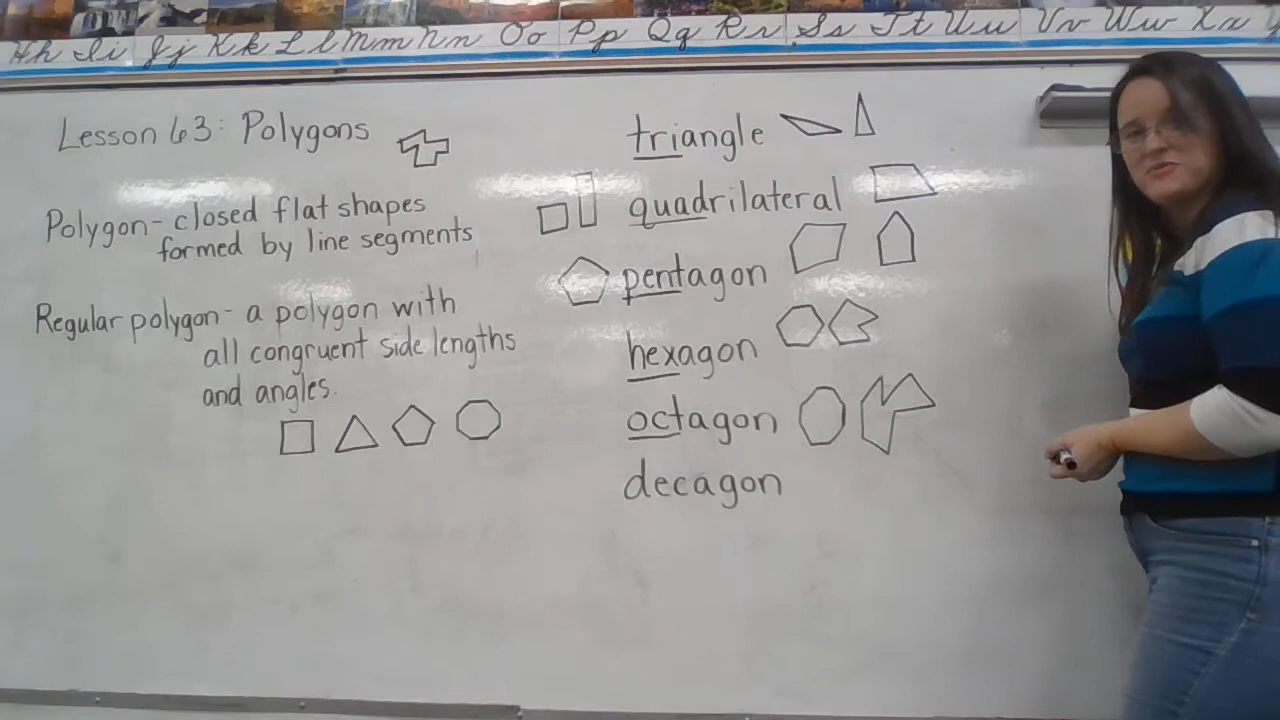 Hh Ii Jj Kk Ll Mm Nn Oo Pp Qq Rr Ss Tt Uu Vv Ww Xx
Lesson 63: Polygons
Polygon- closed flat shapes
formed by line segments
Regular polygon- a polygon with
all congruent side lengths
and angles.
triangle
quadrilateral
pentagon
hexagon
octagon
decagon